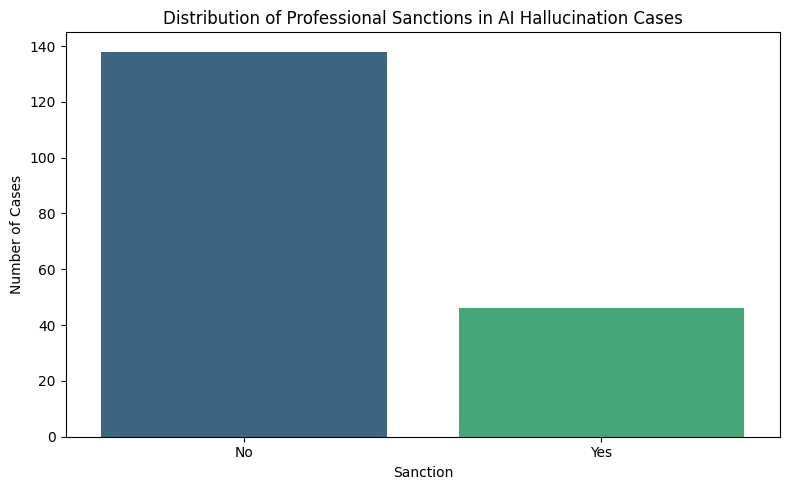 Distribution of Professional Sanctions in AI Hallucination Cases
140
120
100
80
60
40
20
0
Number of Cases
No Yes
Sanction